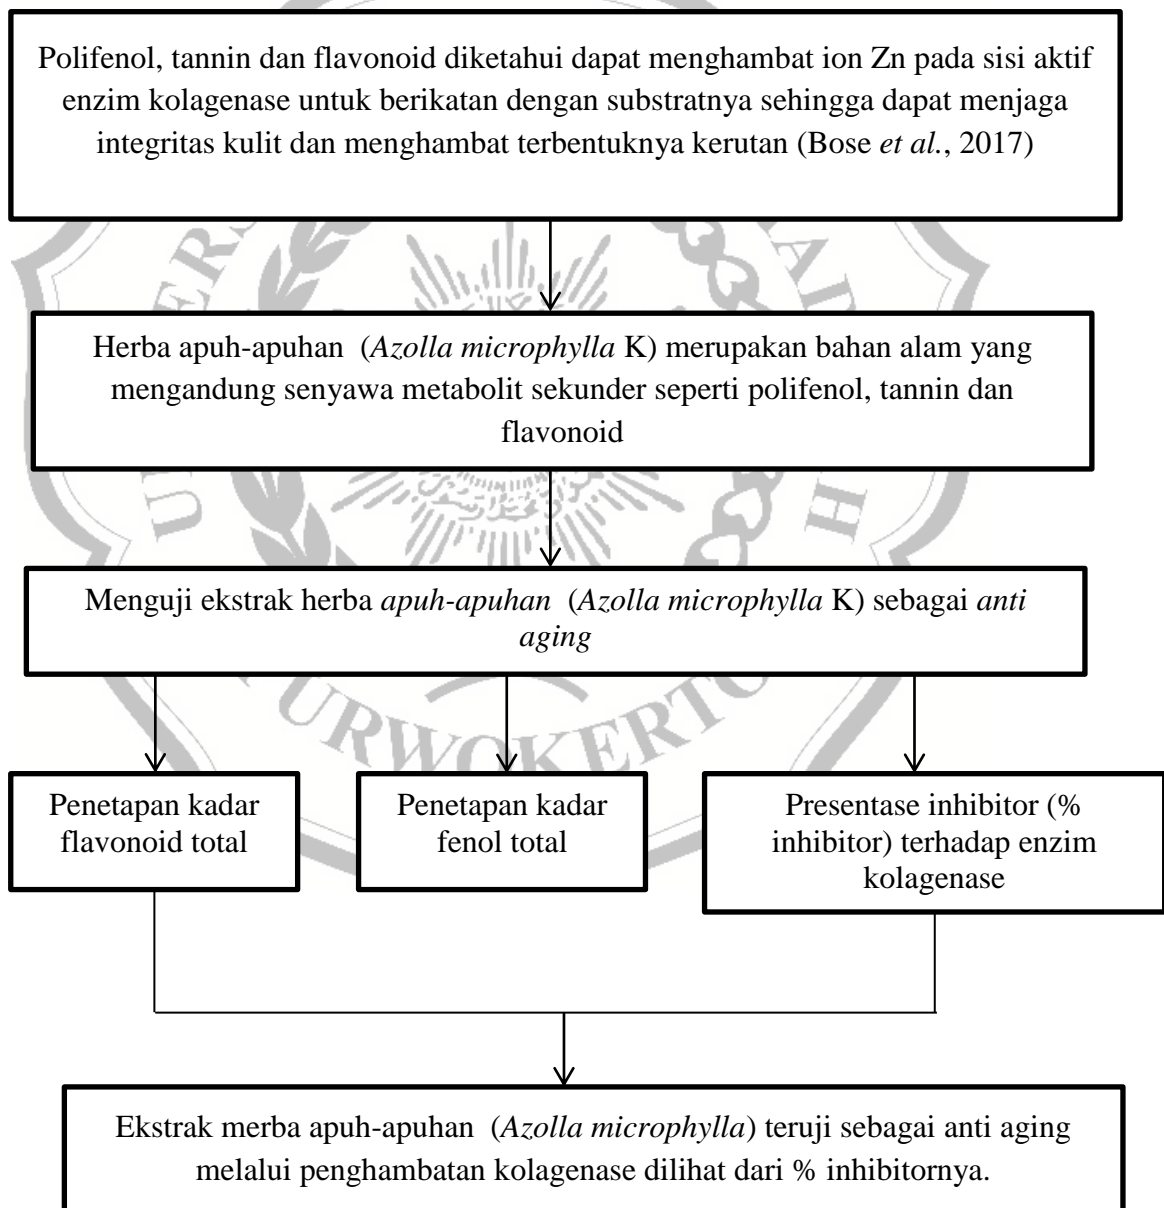 Polifenol, tannin dan flavonoid diketahui dapat menghambat ion Zn pada sisi aktif
enzim kolagenase untuk berikatan dengan substratnya sehingga dapat menjaga
integritas kulit dan menghambat terbentuknya kerutan (Bose et al., 2017)
Herba apuh-apuhan (Azolla microphylla K) merupakan bahan alam yang
mengandung senyawa metabolit sekunder seperti polifenol, tannin dan
flavonoid
Menguji ekstrak herba apuh-apuhan (Azolla microphylla K) sebagai anti
aging
URWOKERTO
Penetapan kadar
flavonoid total
Penetapan kadar
fenol total
Presentase inhibitor (%
inhibitor) terhadap enzim
kolagenase
Ekstrak merba apuh-apuhan (Azolla microphylla) teruji sebagai anti aging
melalui penghambatan kolagenase dilihat dari % inhibitornya.